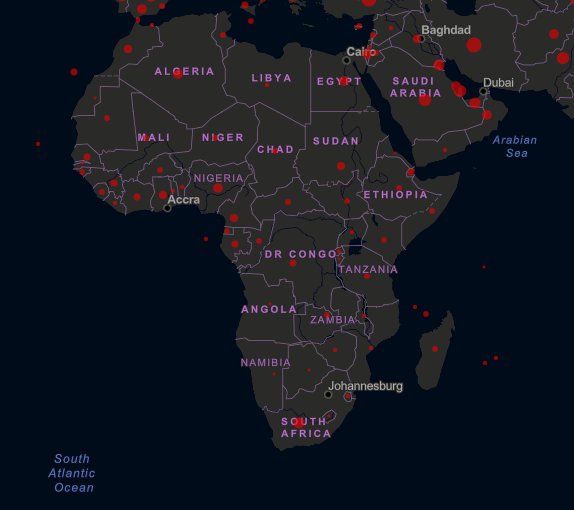 Baghdad
Cairo
ALGERIA
LIBYA
EGYPT
SAUDI
ARABIA
Dubai
MALI
NIGER
CHAD
SUDAN
Arabian
Sea
NIGERIA
ETHIOPIA
Accra
DR CONGO
TANZANIA
ANGOLA
ZAMBIA
NAMIBIA
Johannesburg
SOUTH
AFRICA
South
Atlantic
Ocean